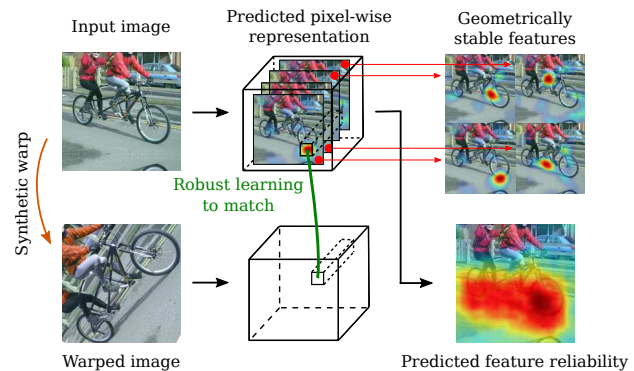 Input image
Predicted pixel-wise
representation
Geometrically
stable features
Synthetic warp
Robust learning
to match
Warped image
Predicted feature reliability